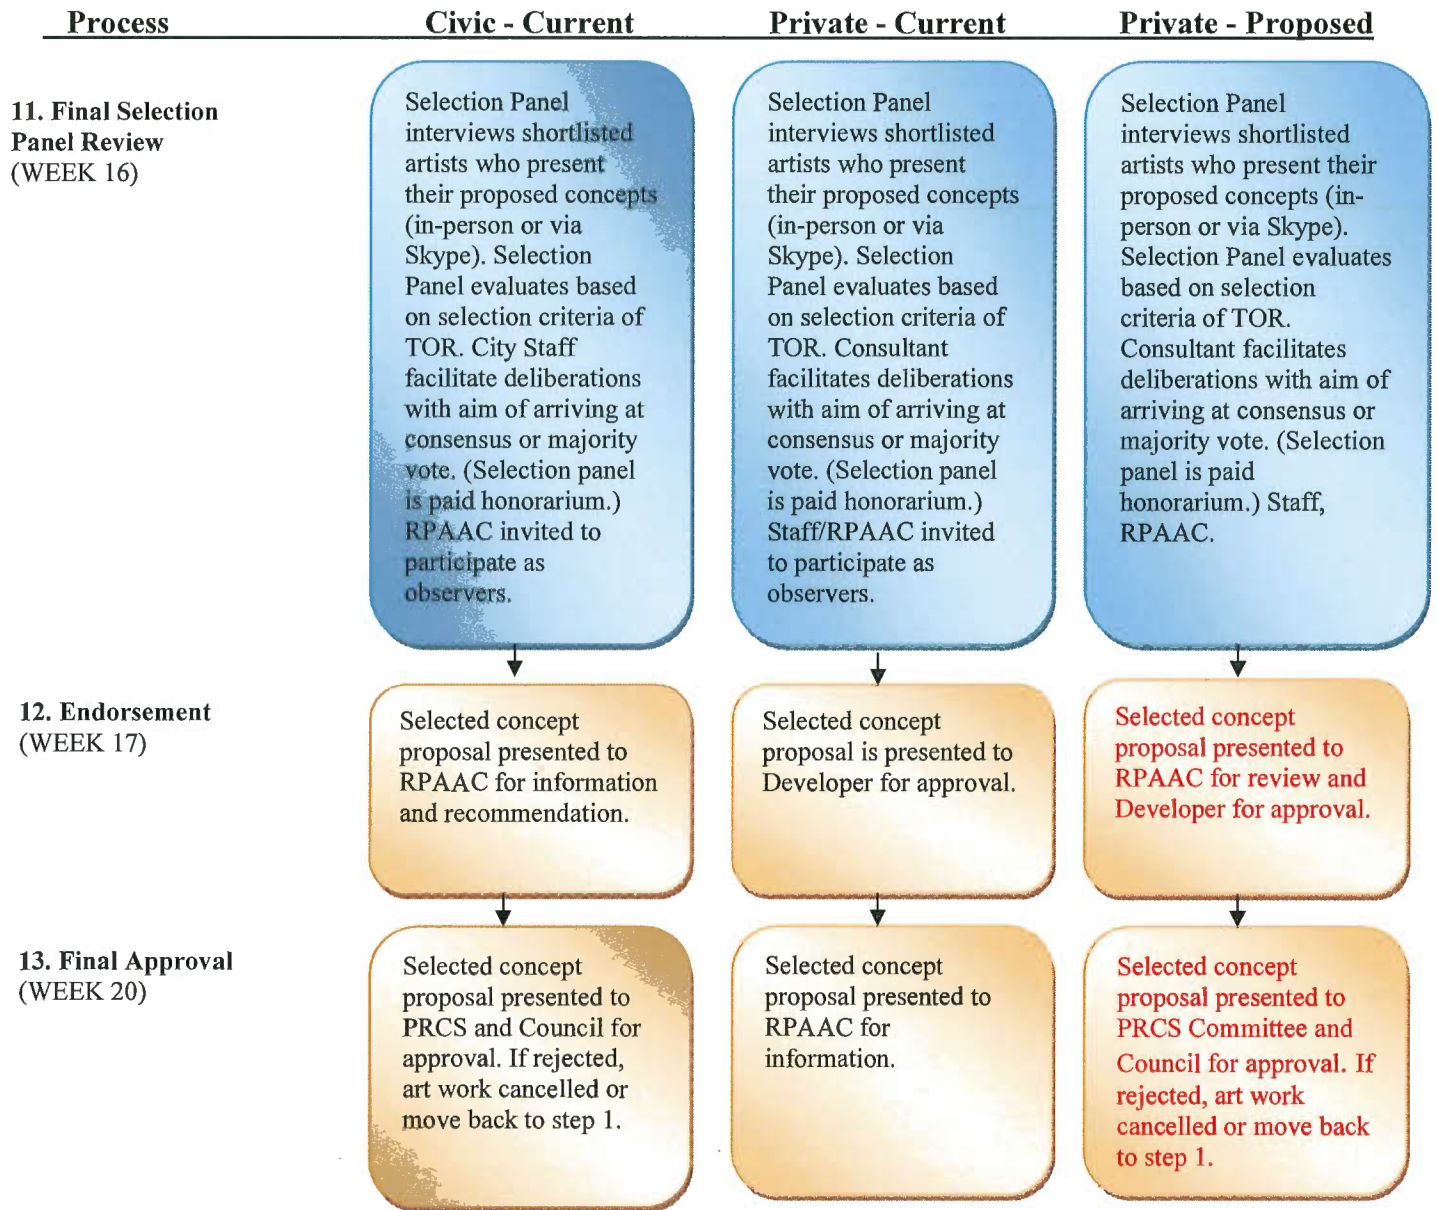 Process Civic - Current Private - Current Private - Proposed
11. Final Selection
Panel Review
(WEEK 16)
Selection Panel
interviews shortlisted
artists who present
their proposed concepts
(in-person or via
Skype). Selection
Panel evaluates based
on selection criteria of
TOR. City Staff
facilitate deliberations
with aim of arriving at
consensus or majority
vote. (Selection panel
is paid honorarium.)
RPAAC invited to
participate as
observers.
Selection Panel
interviews shortlisted
artists who present
their proposed concepts
(in-person or via
Skype). Selection
Panel evaluates based
on selection criteria of
TOR. Consultant
facilitates deliberations
with aim of arriving at
consensus or majority
vote. (Selection panel
is paid honorarium.)
Staff/RPAAC invited
to participate as
observers.
Selection Panel
interviews shortlisted
artists who present their
proposed concepts (in-
person or via Skype).
Selection Panel evaluates
based on selection
criteria of TOR.
Consultant facilitates
deliberations with aim of
arriving at consensus or
majority vote. (Selection
panel is paid
honorarium.) Staff,
RPAAC.
12. Endorsement
(WEEK 17)
Selected concept
proposal presented to
RPAAC for information
and recommendation.
Selected concept
proposal is presented to
Developer for approval.
Selected concept
proposal presented to
RPAAC for review and
Developer for approval.
13. Final Approval
(WEEK 20)
Selected concept
proposal presented to
PRCS and Council for
approval. If rejected,
art work cancelled or
move back to step 1.
Selected concept
proposal presented to
RPAAC for
information.
Selected concept
proposal presented to
PRCS Committee and
Council for approval. If
rejected, art work
cancelled or move back
to step 1.